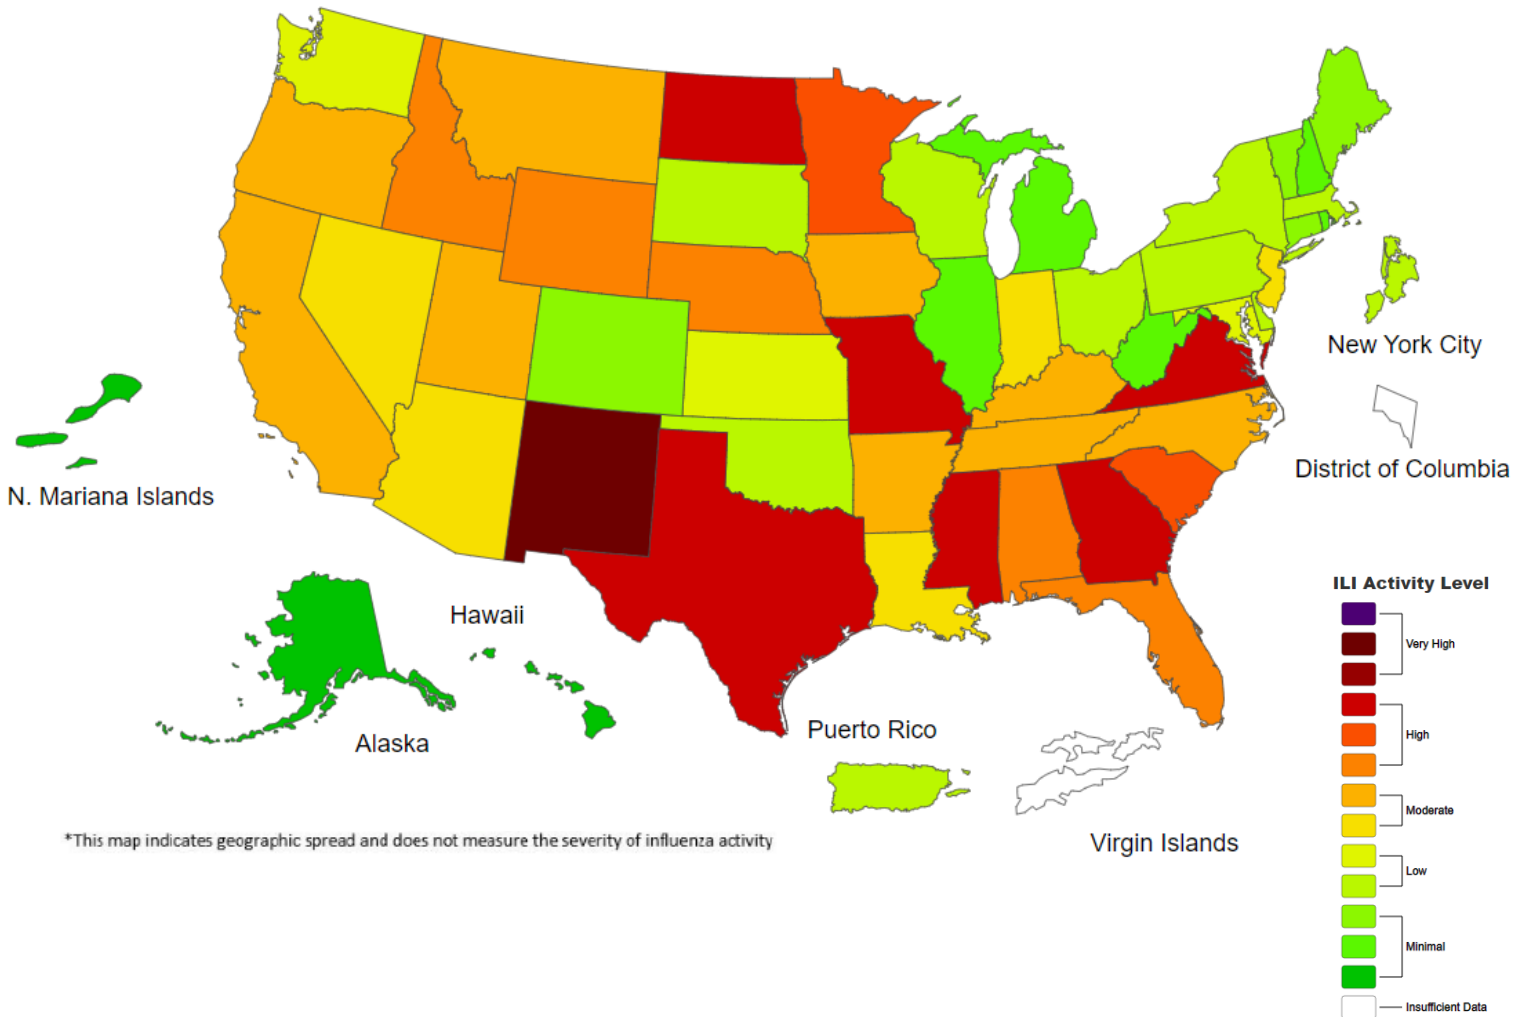 New York City
District of Columbia
N. Mariana Islands
Hawaii
Alaska
Puerto Rico
Virgin Islands
*This map indicates geographic spread and does not measure the severity of influenza activity
ILI Activity Level
Very High
High
Moderate
Low
Minimal
Insufficient Data